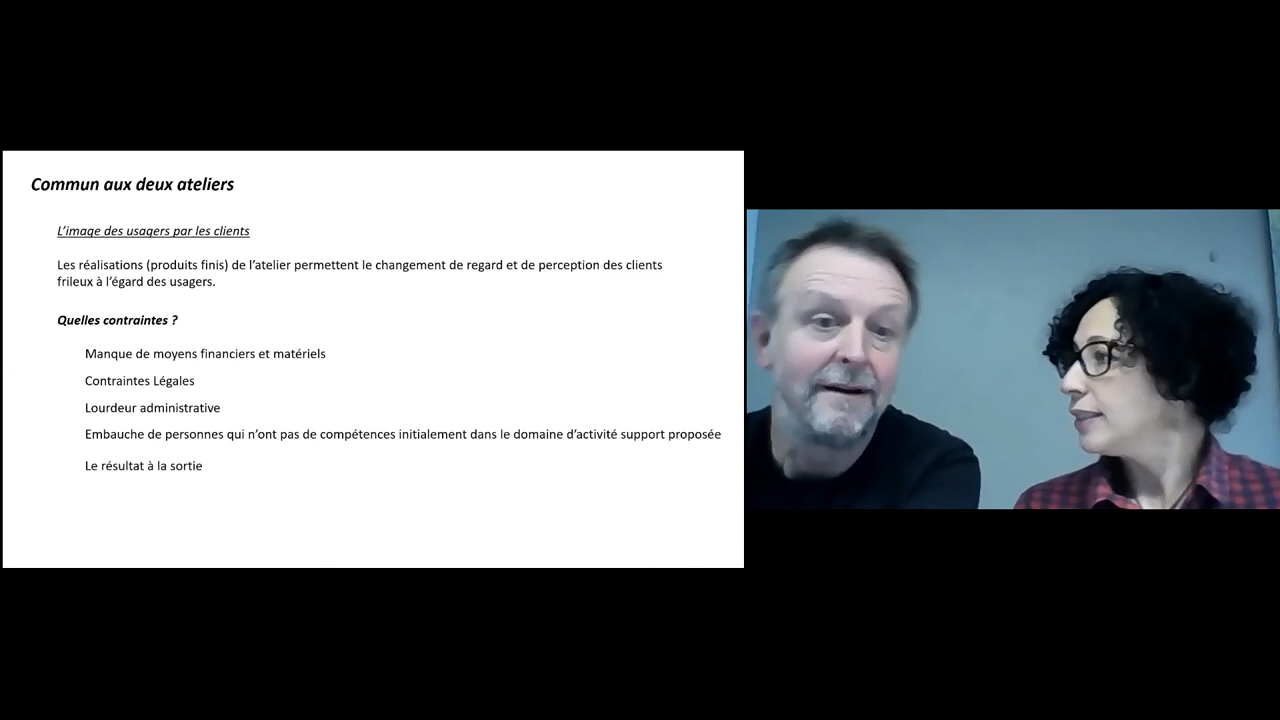 Commun aux deux ateliers
L’image des usagers par les clients
Les réalisations (produits finis) de l’atelier permettent le changement de regard et de perception des clients
frileux à l’égard des usagers.
Quelles contraintes ?
Manque de moyens financiers et matériels
Contraintes Légales
Lourdeur administrative
Embauche de personnes qui n’ont pas de compétences initialement dans le domaine d’activité support proposée
Le résultat à la sortie